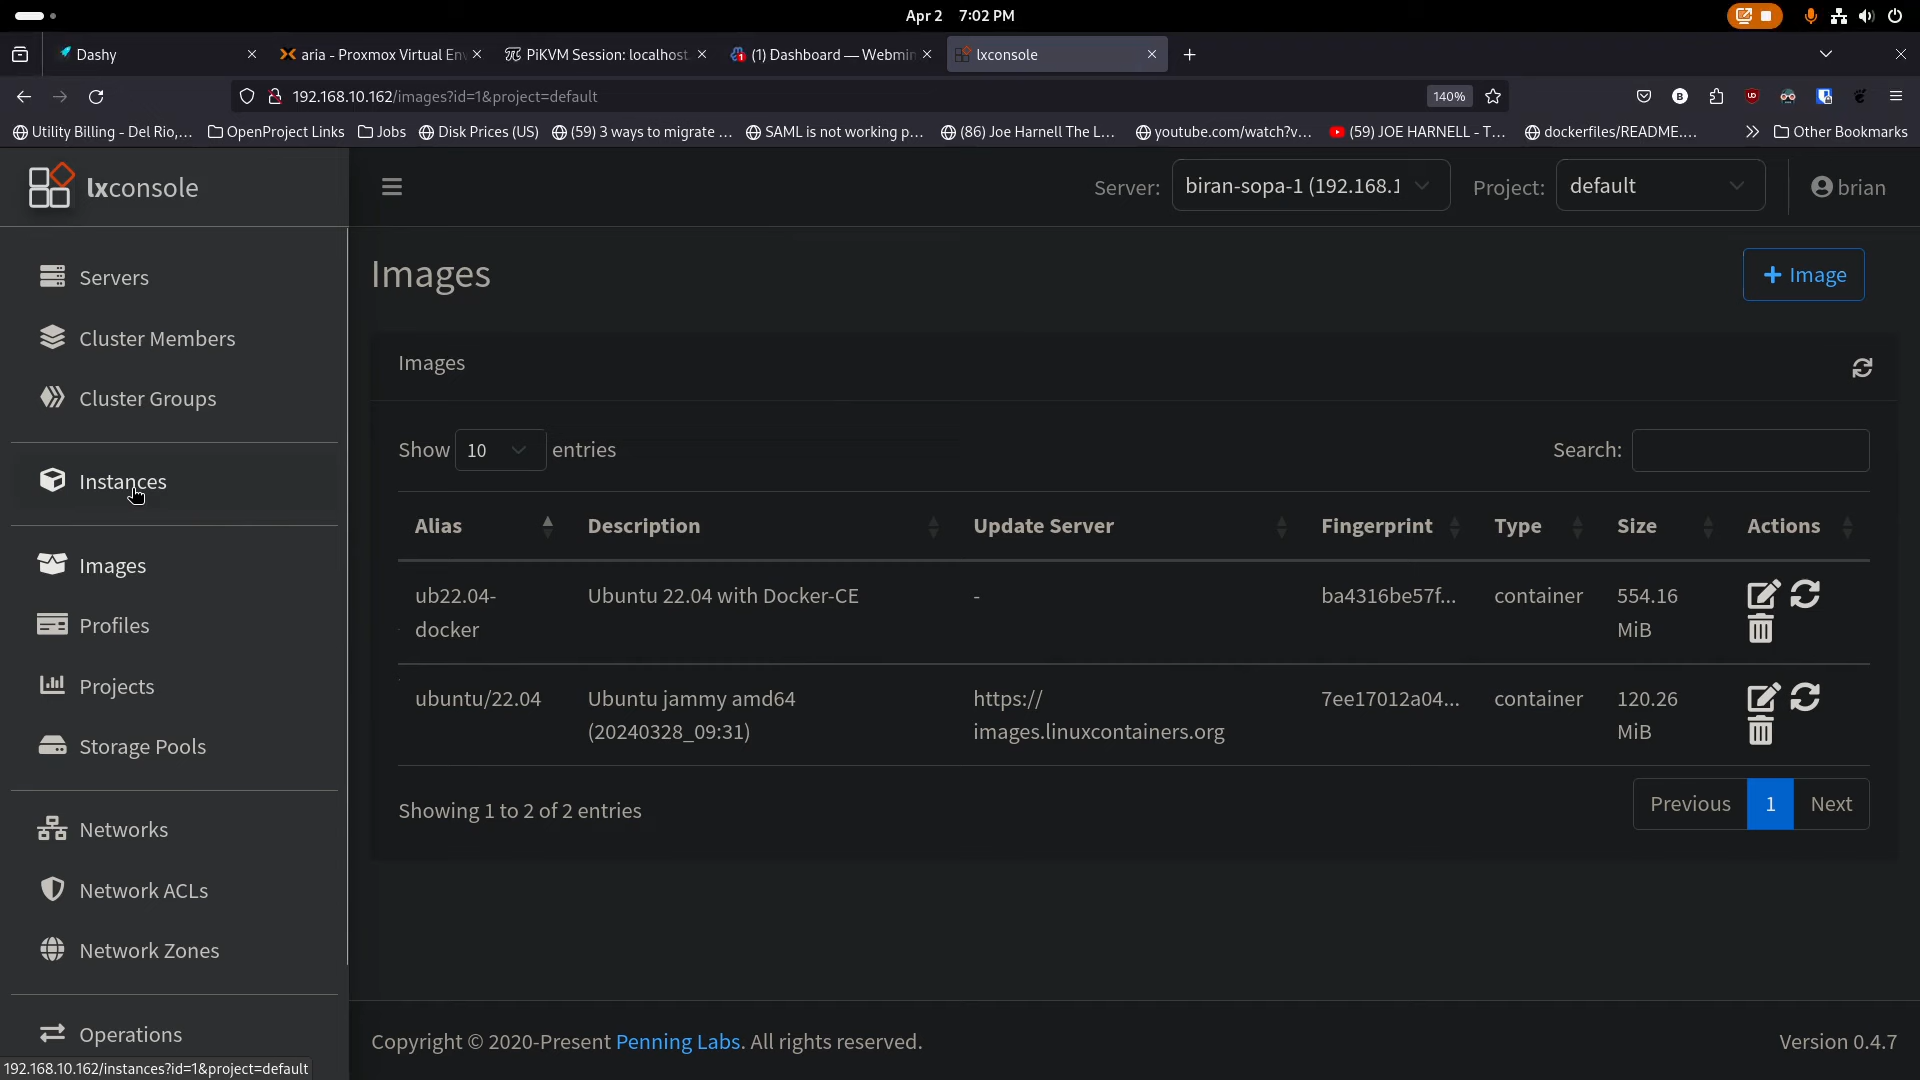 Apr 2 7:02 PM
Dashy
aria - Proxmox Virtual En
PiKVM Session: localhost
(1) Dashboard — Webmin
lxconsole
192.168.10.162/images?id=1&project=default
140%
Utility Billing - Del Rio,...
OpenProject Links
Jobs
Disk Prices (US)
(59) 3 ways to migrate ...
SAML is not working p...
(86) Joe Harnell The L...
youtube.com/watch?v...
(59) JOE HARNELL - T...
dockerfiles/README....
Other Bookmarks
lxconsole
Server:
biran-sopa-1 (192.168.1
Project:
default
brian
Servers
Cluster Members
Cluster Groups
Instances
Images
Profiles
Projects
Storage Pools
Networks
Network ACLs
Network Zones
Operations
192.168.10.162/instances?id=1&project=default
Images
+ Image
Images
Show 10 entries
Search:
Alias Description Update Server Fingerprint Type Size Actions
ub22.04- Ubuntu 22.04 with Docker-CE - ba4316be57f... container 554.16
docker MiB
ubuntu/22.04 Ubuntu jammy amd64 https:// 7ee17012a04... container 120.26
(20240328_09:31) images.linuxcontainers.org MiB
Showing 1 to 2 of 2 entries
Previous 1 Next
Copyright © 2020-Present Penning Labs. All rights reserved.
Version 0.4.7